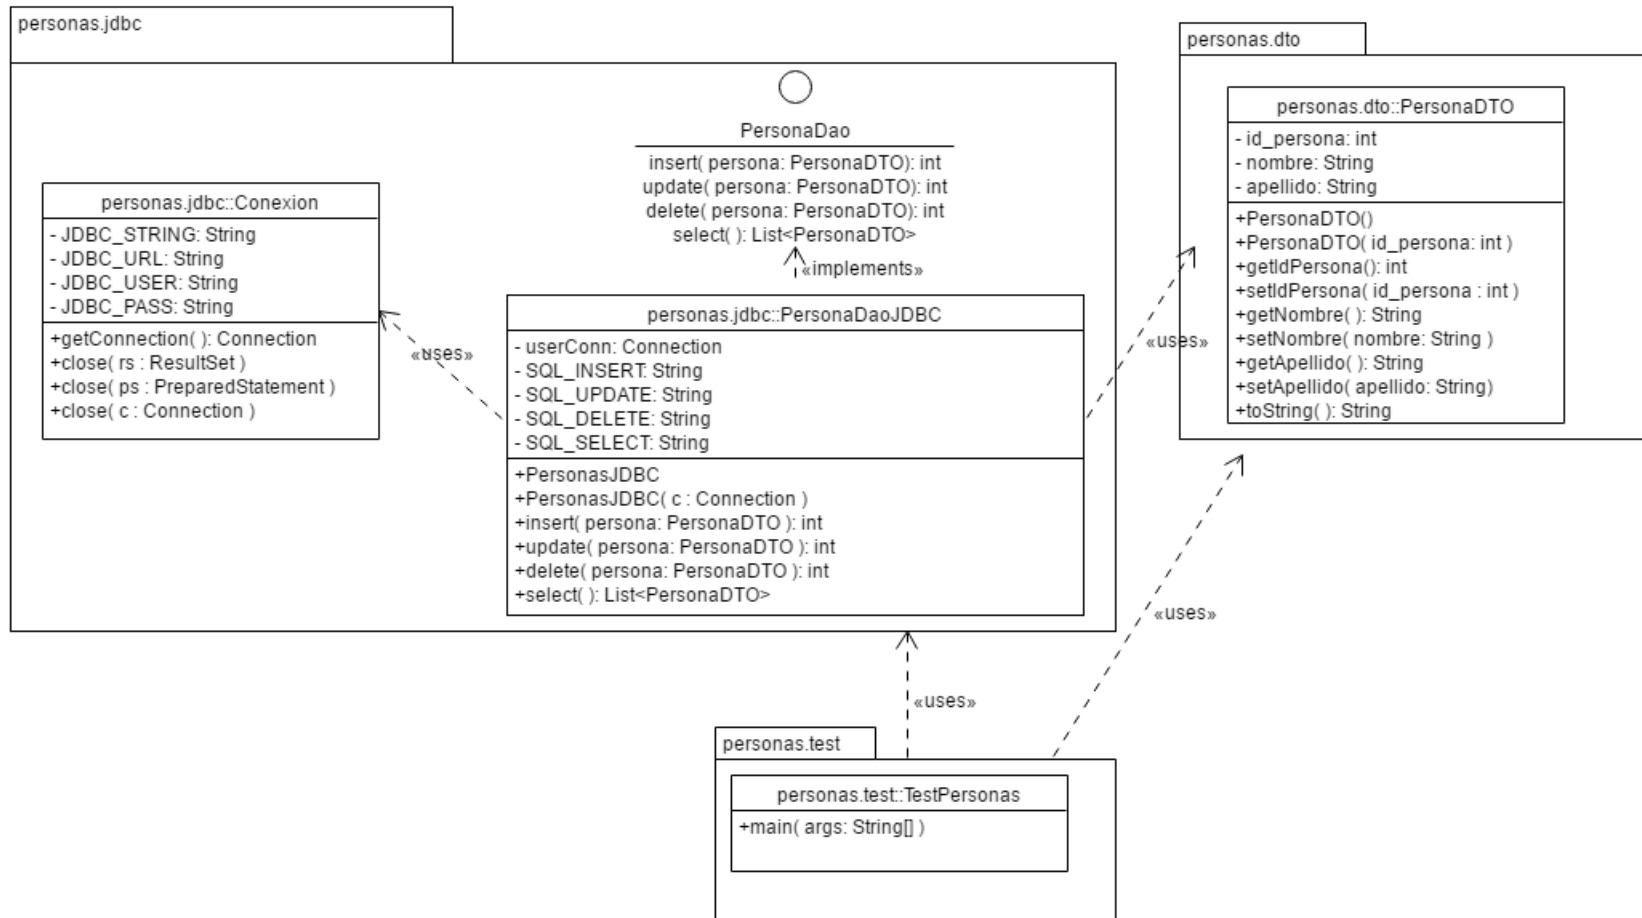 personas.jdbc
PersonaDao
insert( persona: PersonaDTO): int
update( persona: PersonaDTO): int
delete( persona: PersonaDTO): int
select( ): List<PersonaDTO>
«implements»
personas.jdbc::Conexion
- JDBC_STRING: String
- JDBC_URL: String
- JDBC_USER: String
- JDBC_PASS: String
+getConnection( ): Connection
+close( rs : ResultSet )
+close( ps : PreparedStatement )
+close( c : Connection )
«uses»
personas.jdbc::PersonaDaoJDBC
- userConn: Connection
- SQL_INSERT: String
- SQL_UPDATE: String
- SQL_DELETE: String
- SQL_SELECT: String
+PersonasJDBC
+PersonasJDBC( c : Connection )
+insert( persona: PersonaDTO ): int
+update( persona: PersonaDTO ): int
+delete( persona: PersonaDTO ): int
+select( ): List<PersonaDTO>
«uses»
personas.dto
personas.dto::PersonaDTO
- id_persona: int
- nombre: String
- apellido: String
+PersonaDTO()
+PersonaDTO( id_persona: int )
+getIdPersona(): int
+setIdPersona( id_persona : int )
+getNombre( ): String
+setNombre( nombre: String )
+getApellido( ): String
+setApellido( apellido: String)
+toString( ): String
«uses»
«uses»
personas.test
personas.test::TestPersonas
+main( args: String[] )